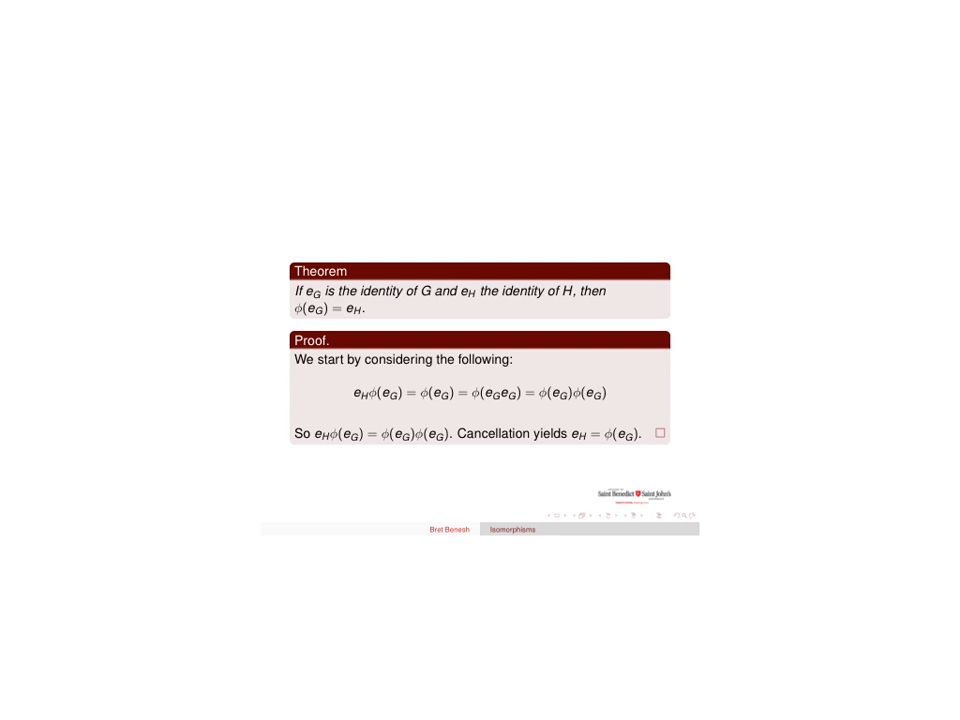 Theorem
If e_G is the identity of G and e_H the identity of H, then
ϕ(e_G) = e_H.
Proof.
We start by considering the following:
e_Hϕ(e_G) = ϕ(e_G) = ϕ(e_Ge_G) = ϕ(e_G)ϕ(e_G)
So e_Hϕ(e_G) = ϕ(e_G)ϕ(e_G). Cancellation yields e_H = ϕ(e_G). □
Saint Benedict Saint John's
Bret Benesh Isomorphisms